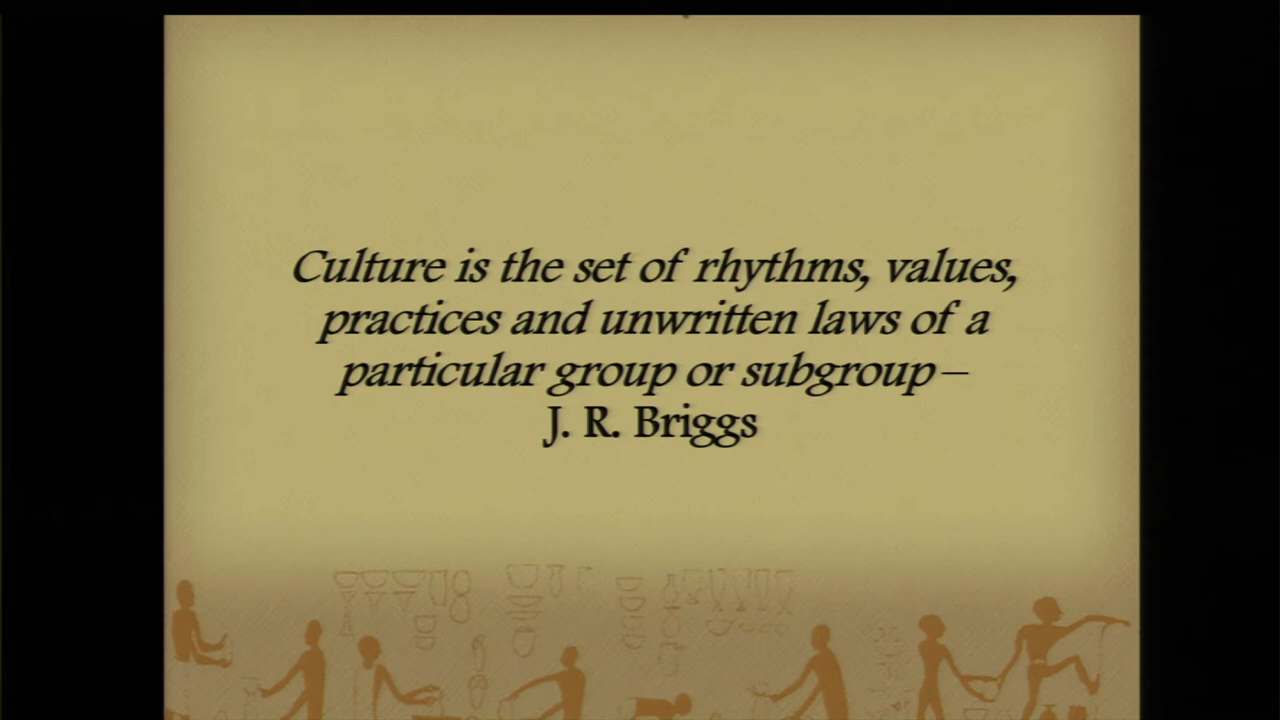 Culture is the set of rhythms, values,
practices and unwritten laws of a
particular group or subgroup –
J. R. Briggs